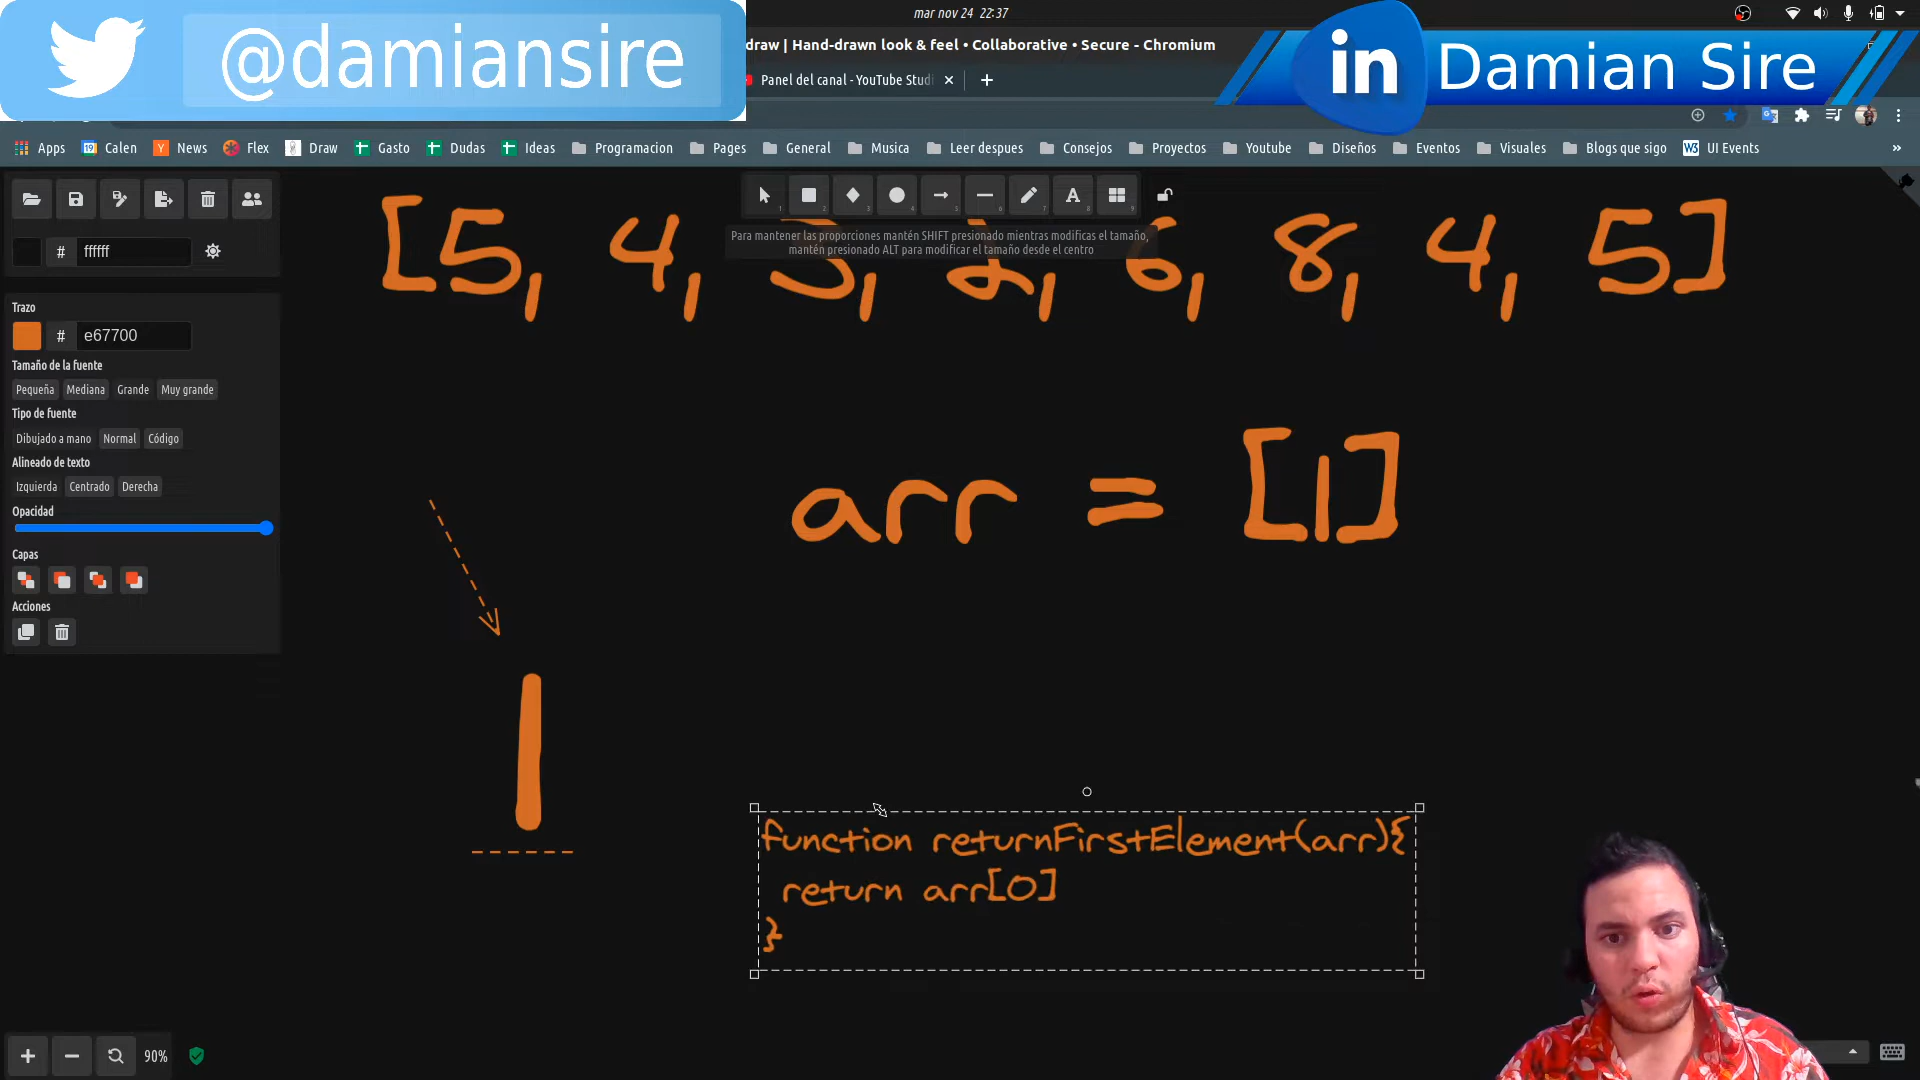 mar nov 24 22:37
@damiansire
draw | Hand-drawn look & feel • Collaborative • Secure - Chromium
in Damian Sire
Panel del canal - YouTube Studi
Apps
Calen
News
Flex
Draw
Gasto
Dudas
Ideas
Programacion
Pages
General
Musica
Leer despues
Consejos
Proyectos
Youtube
Diseños
Eventos
Visuales
Blogs que sigo
UI Events
# ffffff
Para mantener las proporciones mantén SHIFT presionado mientras modificas el tamaño,
mantén presionado ALT para modificar el tamaño desde el centro
[5, 4, 3, 2, 6, 8, 4, 5]
Trazo
# e67700
Tamaño de la fuente
Pequeña Mediana Grande Muy grande
Tipo de fuente
Dibujado a mano Normal Código
Alineado de texto
Izquierda Centrado Derecha
Opacidad
Capas
Acciones
arr = [1]
1
function returnFirstElement(arr){
return arr[0]
}
90%